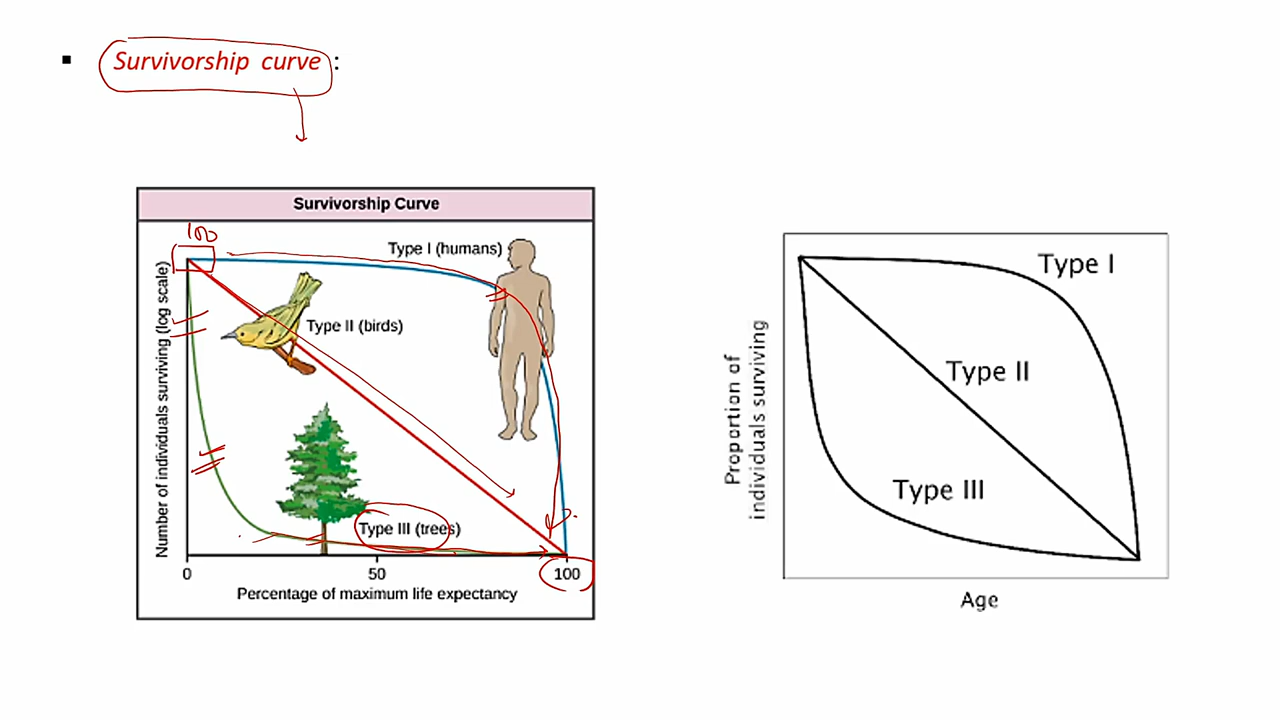 ▪ Survivorship curve :
Survivorship Curve
100
Type I (humans)
Type II (birds)
Type III (trees)
Number of individuals surviving (log scale)
0 50 100
Percentage of maximum life expectancy
Type I
Type II
Type III
Proportion of
individuals surviving
Age